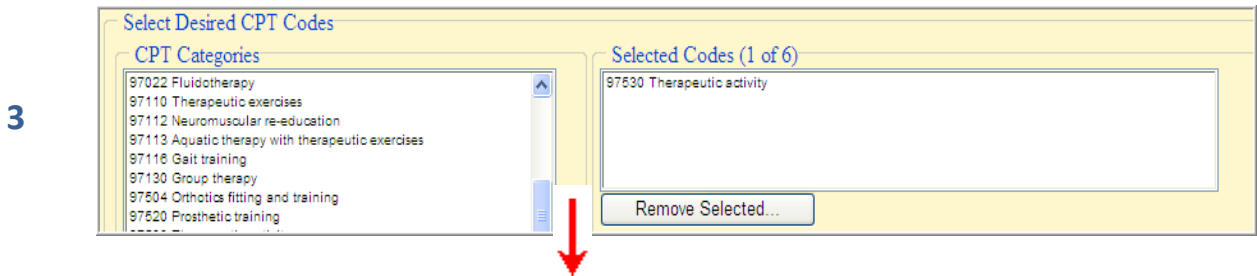 Select Desired CPT Codes
CPT Categories
97022 Fluidotherapy
97110 Therapeutic exercises
97112 Neuromuscular re-education
97113 Aquatic therapy with therapeutic exercises
97116 Gait training
97130 Group therapy
97504 Orthotics fitting and training
97520 Prosthetic training
Selected Codes (1 of 6)
97530 Therapeutic activity
Remove Selected...
3